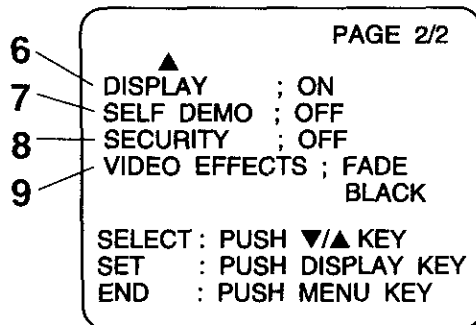 PAGE 2/2
▲
6 DISPLAY ; ON
7 SELF DEMO ; OFF
8 SECURITY ; OFF
9 VIDEO EFFECTS ; FADE
BLACK
SELECT : PUSH ▼/▲ KEY
SET : PUSH DISPLAY KEY
END : PUSH MENU KEY